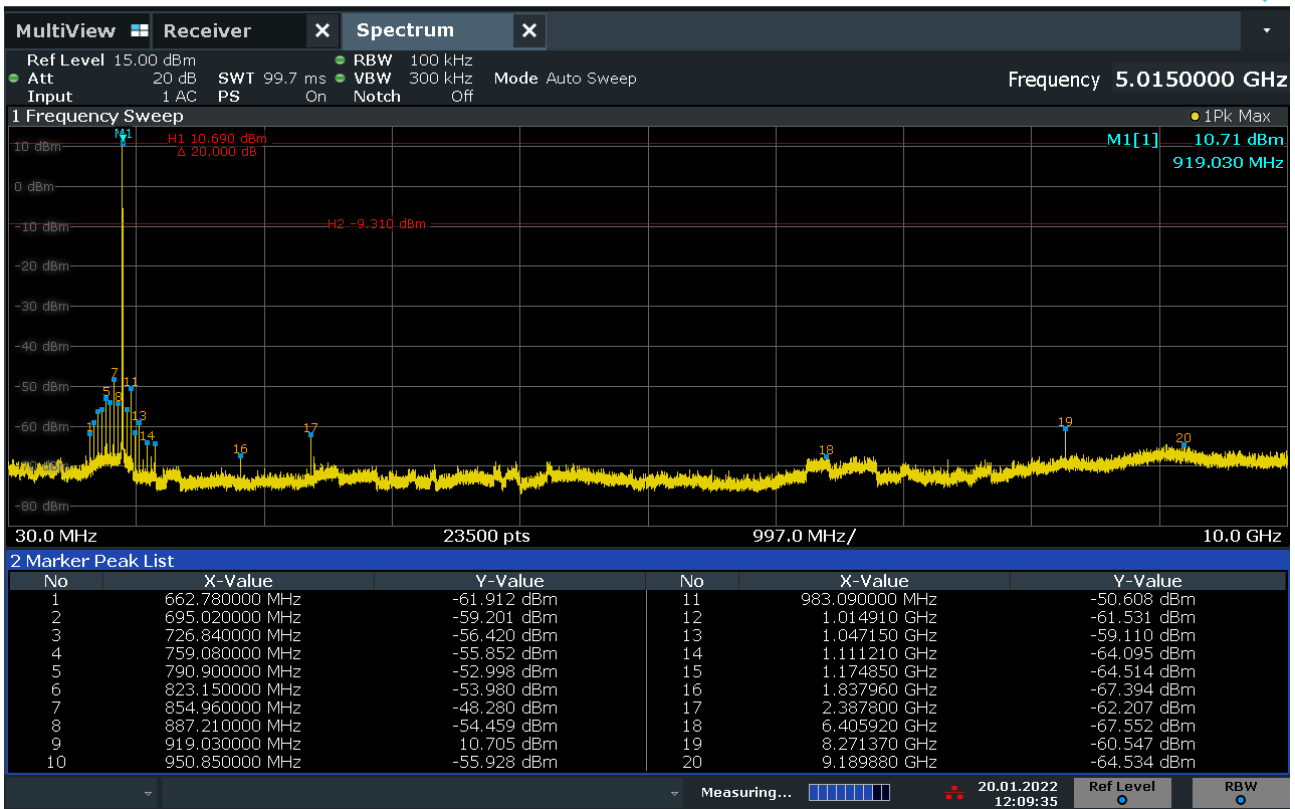 MultiView Receiver X Spectrum X
Ref Level 15.00 dBm RBW 100 kHz
Att 20 dB SWT 99.7 ms VBW 300 kHz Mode Auto Sweep Frequency 5.0150000 GHz
Input 1 AC PS On Notch Off
1 Frequency Sweep 1Pk Max
M1 H1 10.690 dBm M1[1] 10.71 dBm
10 dBm Δ 20.000 dB
919.030 MHz
0 dBm
-10 dBm H2 -9.310 dBm
-20 dBm
-30 dBm
-40 dBm
7
-50 dBm 5 8 11
13 19
-60 dBm 1 14 17
16 18 20
-80 dBm
30.0 MHz 23500 pts 997.0 MHz/ 10.0 GHz
2 Marker Peak List
No X-Value Y-Value No X-Value Y-Value
1 662.780000 MHz -61.912 dBm 11 983.090000 MHz -50.608 dBm
2 695.020000 MHz -59.201 dBm 12 1.014910 GHz -61.531 dBm
3 726.840000 MHz -56.420 dBm 13 1.047150 GHz -59.110 dBm
4 759.080000 MHz -55.852 dBm 14 1.111210 GHz -64.095 dBm
5 790.900000 MHz -52.998 dBm 15 1.174850 GHz -64.514 dBm
6 823.150000 MHz -53.980 dBm 16 1.837960 GHz -67.394 dBm
7 854.960000 MHz -48.280 dBm 17 2.387800 GHz -62.207 dBm
8 887.210000 MHz -54.459 dBm 18 6.405920 GHz -67.552 dBm
9 919.030000 MHz 10.705 dBm 19 8.271370 GHz -60.547 dBm
10 950.850000 MHz -55.928 dBm 20 9.189880 GHz -64.534 dBm
Measuring... 20.01.2022 Ref Level RBW
12:09:35